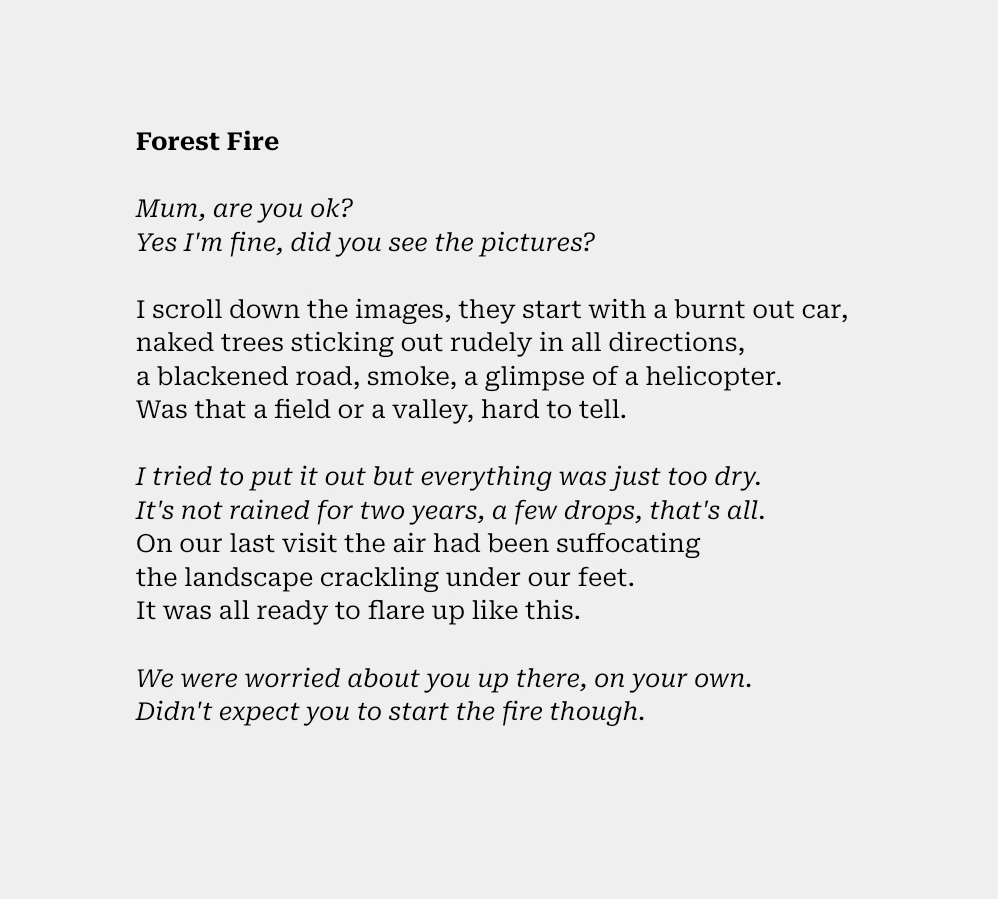 Forest Fire
Mum, are you ok?
Yes I'm fine, did you see the pictures?
I scroll down the images, they start with a burnt out car,
naked trees sticking out rudely in all directions,
a blackened road, smoke, a glimpse of a helicopter.
Was that a field or a valley, hard to tell.
I tried to put it out but everything was just too dry.
It's not rained for two years, a few drops, that's all.
On our last visit the air had been suffocating
the landscape crackling under our feet.
It was all ready to flare up like this.
We were worried about you up there, on your own.
Didn't expect you to start the fire though.